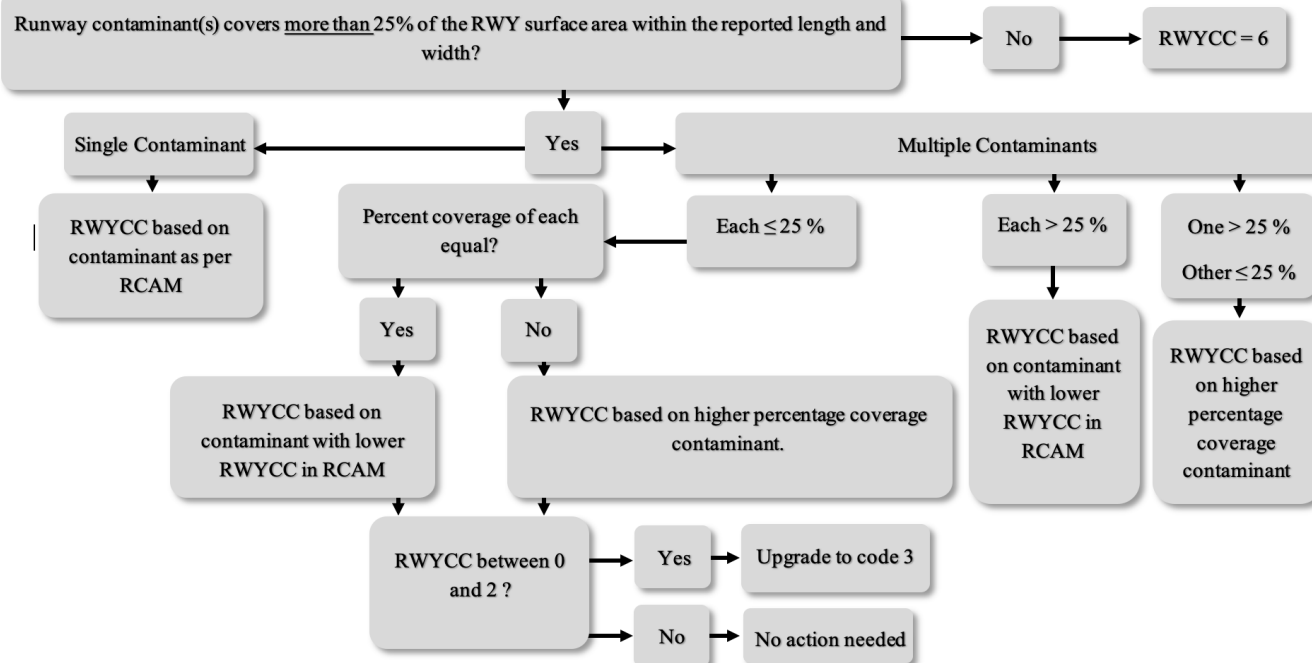 Runway contaminant(s) covers more than 25% of the RWY surface area within the reported length and
width?
No
RWYCC = 6
Single Contaminant
Yes
Multiple Contaminants
RWYCC based on
contaminant as per
RCAM
Percent coverage of each
equal?
Each ≤ 25 %
Each > 25 %
One > 25 %
Other ≤ 25 %
Yes
No
RWYCC based on
contaminant with lower
RWYCC in RCAM
RWYCC based on higher percentage coverage
contaminant.
RWYCC based
on contaminant
with lower
RWYCC in
RCAM
RWYCC based
on higher
percentage
coverage
contaminant
RWYCC between 0
and 2 ?
Yes
Upgrade to code 3
No
No action needed